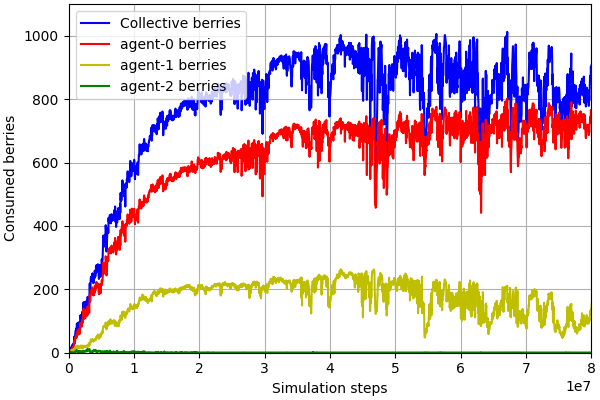 Collective berries
agent-0 berries
agent-1 berries
agent-2 berries
Consumed berries
1000
800
600
400
200
0
0 1 2 3 4 5 6 7 8
Simulation steps
1e7